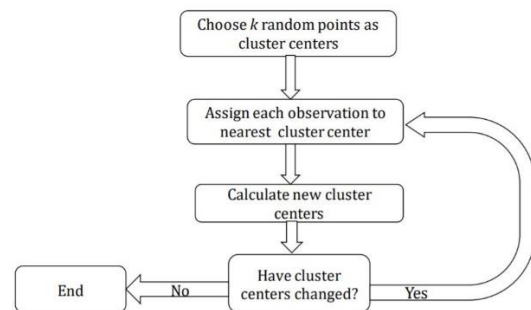 Choose k random points as
cluster centers
Assign each observation to
nearest cluster center
Calculate new cluster
centers
Have cluster
centers changed?
Yes
No
End